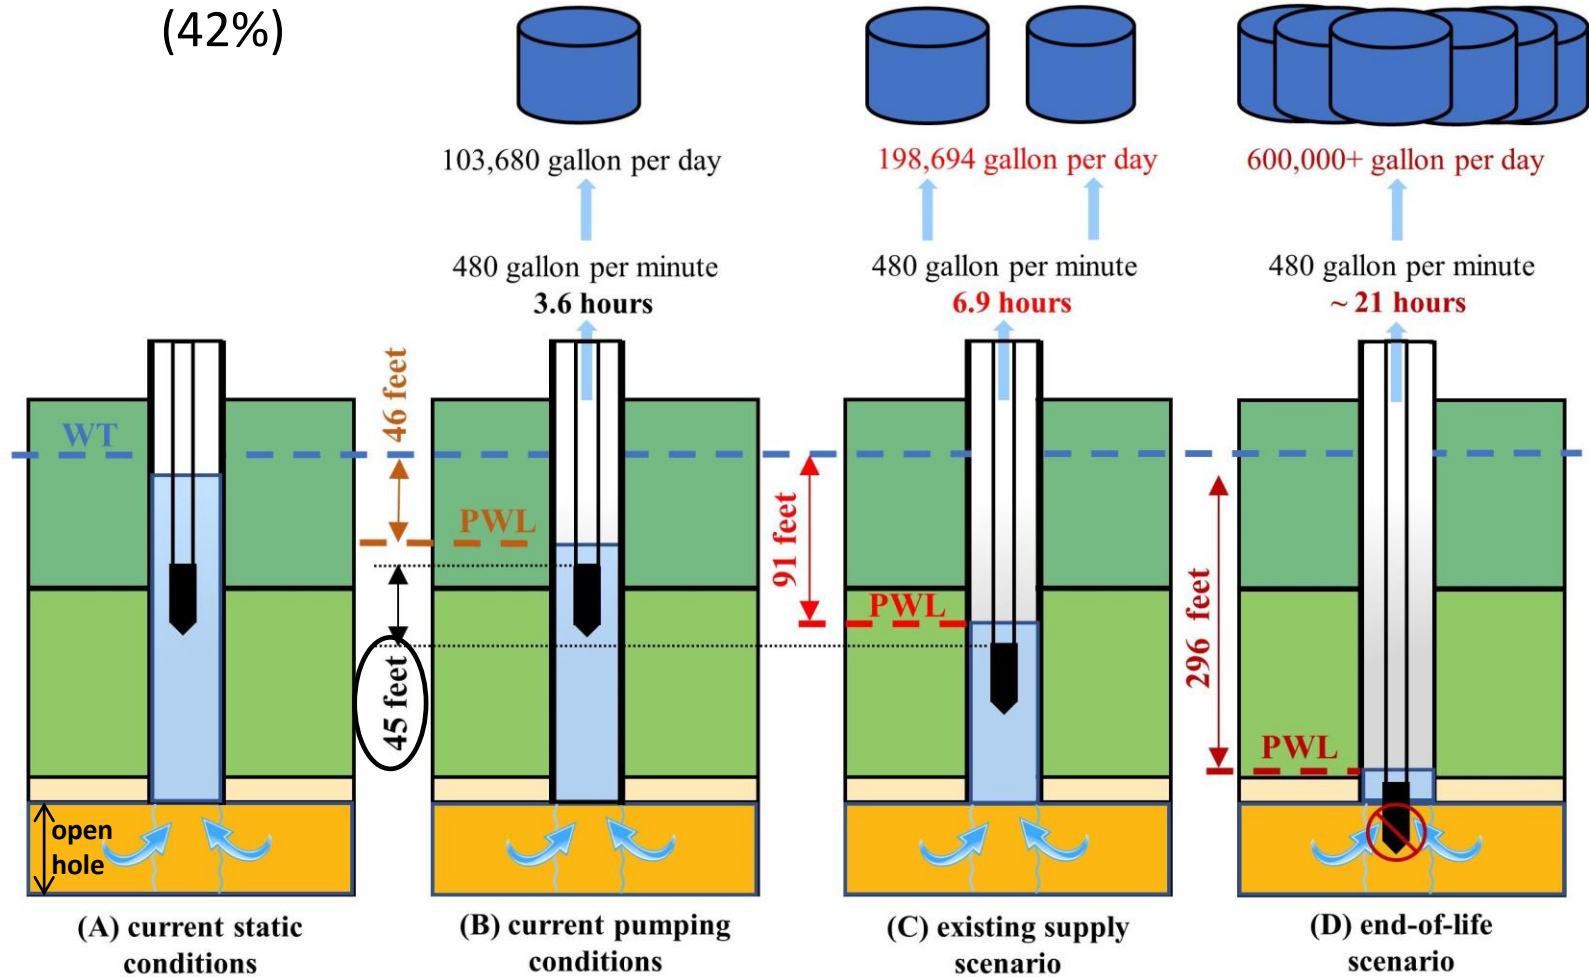 (42%)
103,680 gallon per day
198,694 gallon per day
600,000+ gallon per day
480 gallon per minute
3.6 hours
480 gallon per minute
6.9 hours
480 gallon per minute
~ 21 hours
WT
46 feet
PWL
45 feet
91 feet
PWL
296 feet
PWL
open
hole
(A) current static
conditions
(B) current pumping
conditions
(C) existing supply
scenario
(D) end-of-life
scenario